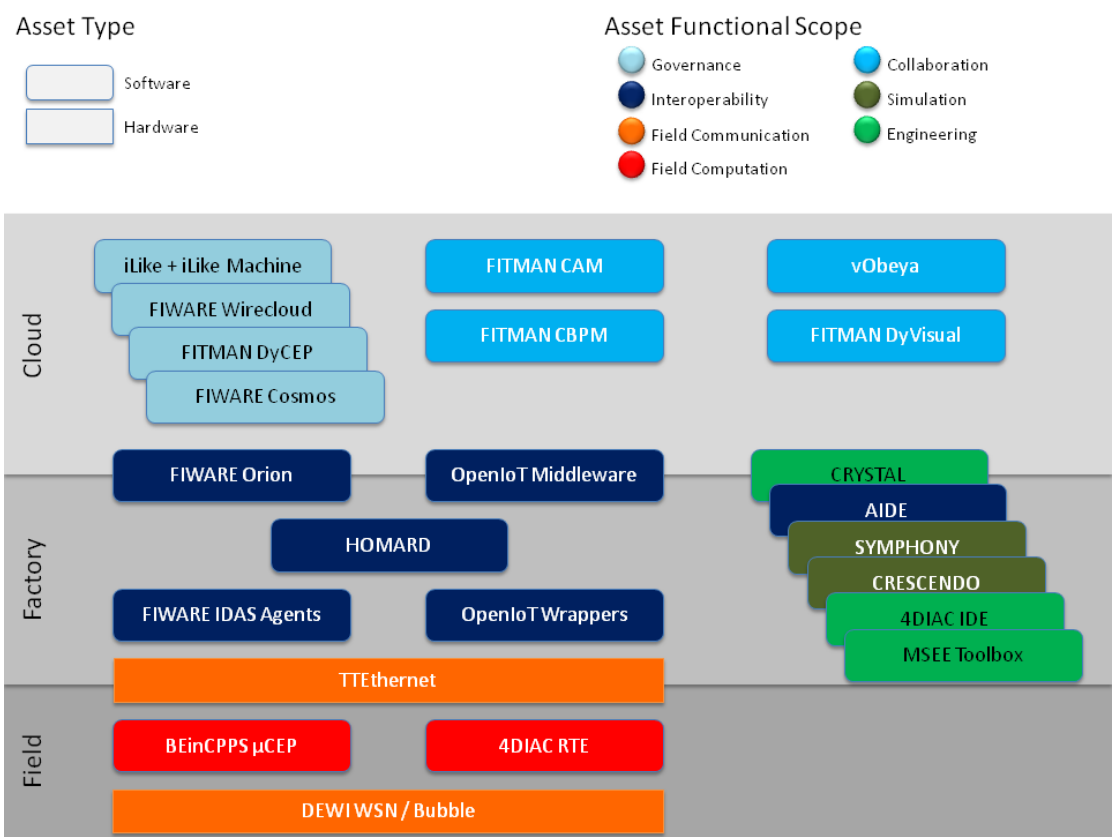 Asset Type
Software
Hardware
Asset Functional Scope
Governance
Interoperability
Field Communication
Field Computation
Collaboration
Simulation
Engineering
Cloud
iLike + iLike Machine
FIWARE Wirecloud
FITMAN DyCEP
FIWARE Cosmos
FITMAN CAM
FITMAN CBPM
vObeya
FITMAN DyVisual
Factory
FIWARE Orion
OpenIoT Middleware
HOMARD
FIWARE IDAS Agents
OpenIoT Wrappers
TTEthernet
CRYSTAL
AIDE
SYMPHONY
CRESCENDO
4DIAC IDE
MSEE Toolbox
Field
BEinCPPS μCEP
4DIAC RTE
DEWI WSN / Bubble